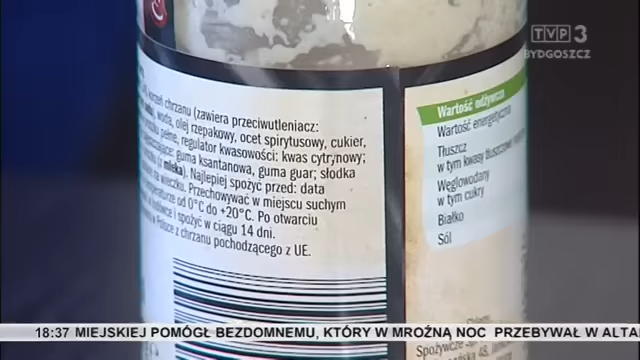 TVP 3
BYDGOSZCZ
korzeń chrzanu (zawiera przeciwutleniacz:
woda, olej rzepakowy, ocet spirytusowy, cukier,
pełne, regulator kwasowości: kwas cytrynowy;
guma ksantanowa, guma guar; słodka
(z mleka). Najlepiej spożyć przed: data
na wieczku. Przechowywać w miejscu suchym
od 0°C do +20°C. Po otwarciu
i spożyć w ciągu 14 dni.
w Polsce z chrzanu pochodzącego z UE.
Wartość odżywcza
Wartość energetyczna
Tłuszcz
w tym kwasy tłuszczowe
Węglowodany
w tym cukry
Białko
Sól
18:37 MIEJSKIEJ POMÓGŁ BEZDOMNEMU, KTÓRY W MROŹNĄ NOC PRZEBYWAŁ W ALTA